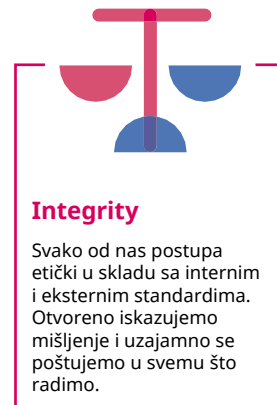 Integrity
Svako od nas postupa
etički u skladu sa internim
i eksternim standardima.
Otvoreno iskazujemo
mišljenje i uzajamno se
poštujemo u svemu što
radimo.